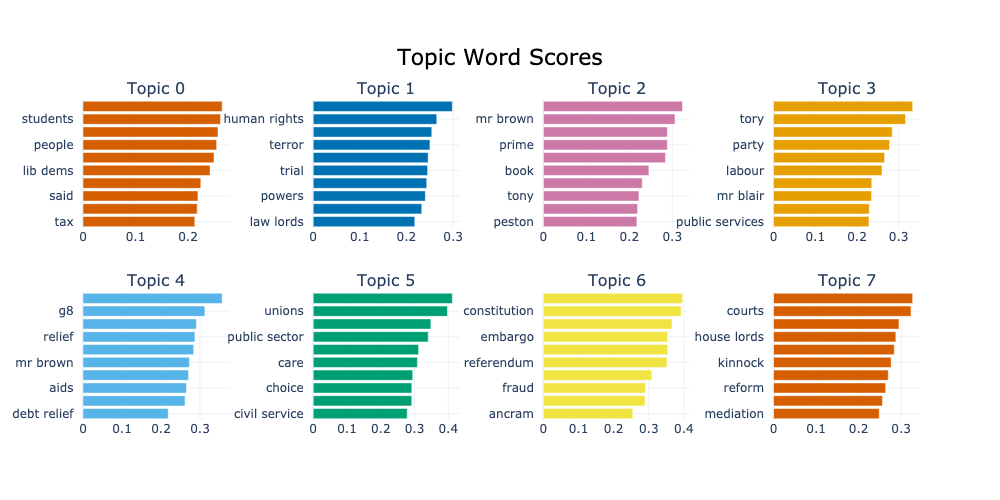 Topic Word Scores
Topic 0 Topic 1 Topic 2 Topic 3
students human rights mr brown tory
people terror prime party
lib dems trial book labour
said powers tony mr blair
tax law lords peston public services
0 0.1 0.2 0 0.1 0.2 0.3 0 0.1 0.2 0.3 0 0.1 0.2 0.3
Topic 4 Topic 5 Topic 6 Topic 7
g8 unions constitution courts
relief public sector embargo house lords
mr brown care referendum kinnock
aids choice fraud reform
debt relief civil service ancram mediation
0 0.1 0.2 0.3 0 0.1 0.2 0.3 0.4 0 0.1 0.2 0.3 0.4 0 0.1 0.2 0.3